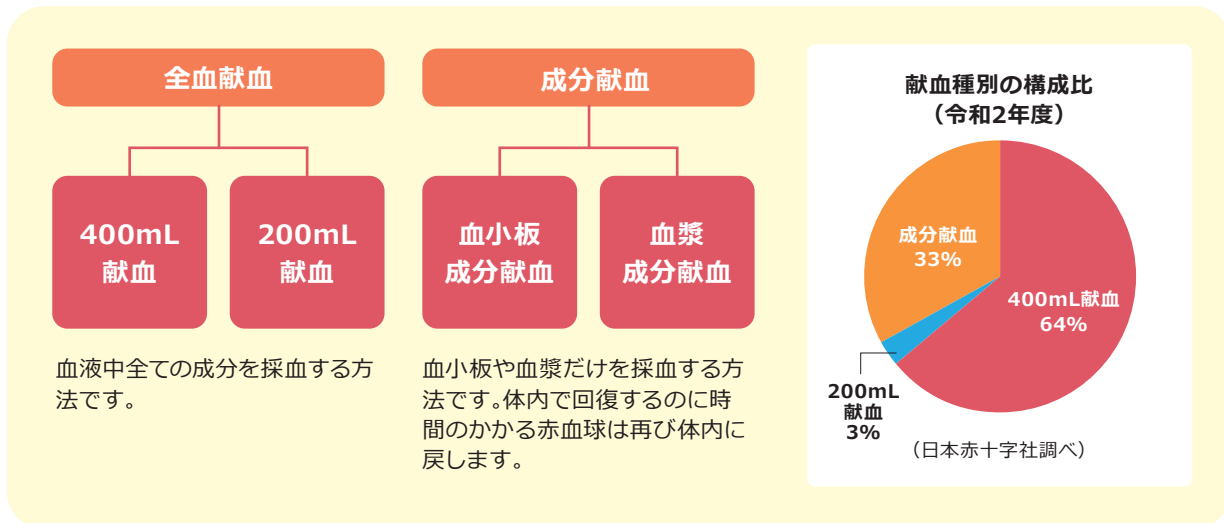 全血献血
400mL
献血
200mL
献血
血液中全ての成分を採血する方
法です。
成分献血
血小板
成分献血
血漿
成分献血
血小板や血漿だけを採血する方
法です。体内で回復するのに時
間のかかる赤血球は再び体内に
戻します。
献血種別の構成比
（令和2年度）
成分献血
33%
400mL献血
64%
200mL
献血
3%
（日本赤十字社調べ）